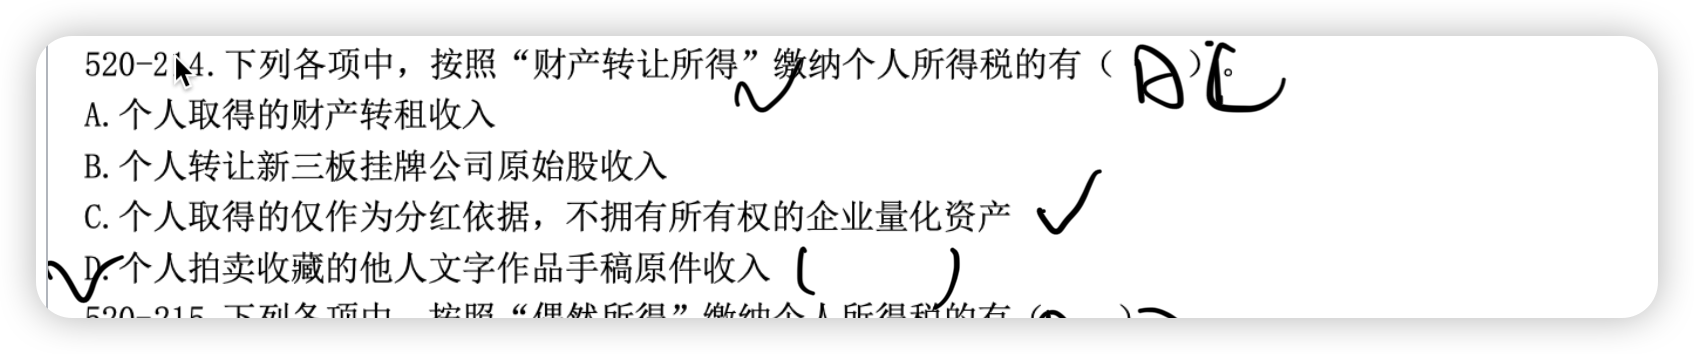 520-214.下列各项中，按照“财产转让所得”缴纳个人所得税的有（ ）。
A.个人取得的财产转租收入
B.个人转让新三板挂牌公司原始股收入
C.个人取得的仅作为分红依据，不拥有所有权的企业量化资产
D.个人拍卖收藏的他人文字作品手稿原件收入（ ）
520-215.下列各项中，按照“偶然所得”缴纳个人所得税的有（ ）